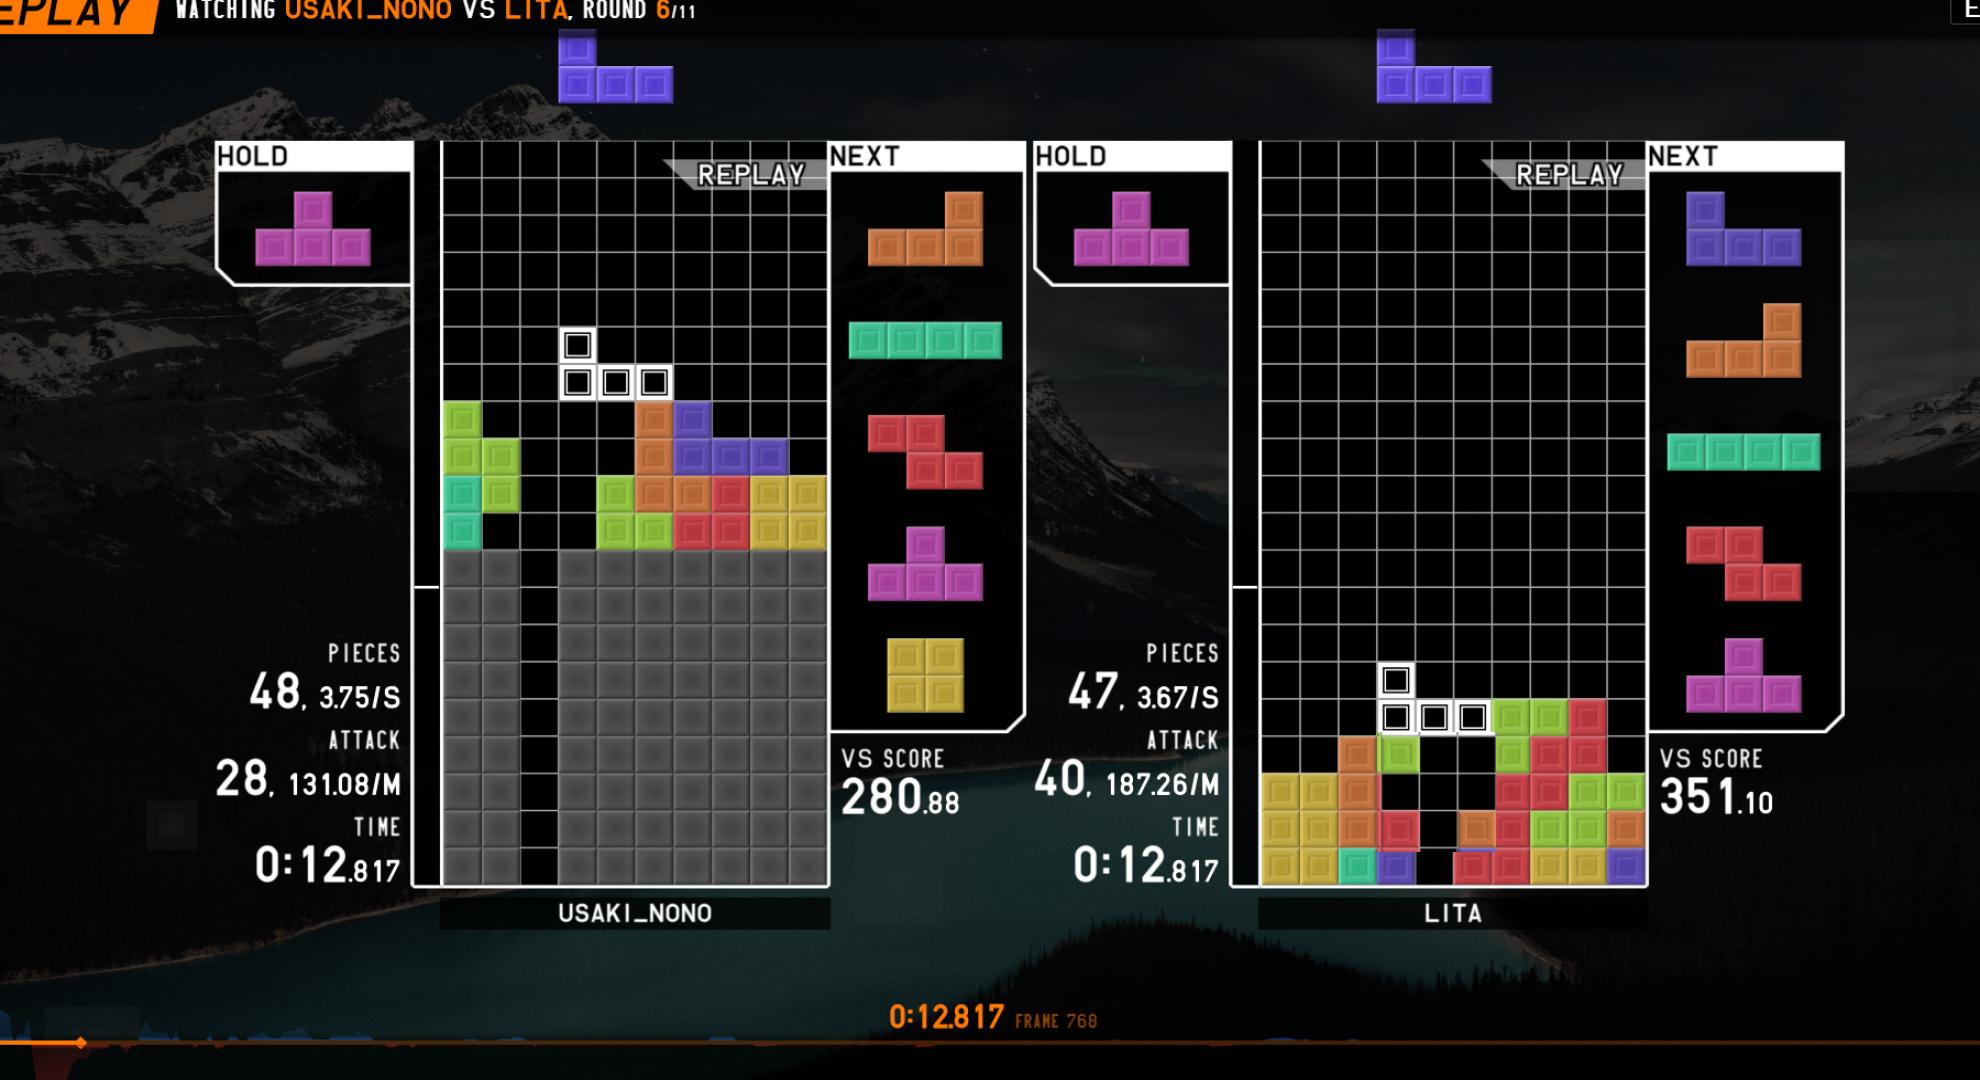 EPLAY
WATCHING USAKI_NONO VS LITA, ROUND 6/11
E
HOLD
REPLAY
NEXT
HOLD
REPLAY
NEXT
PIECES
48, 3.75/S
ATTACK
28, 131.08/M
TIME
0:12.817
VS SCORE
280.88
USAKI_NONO
PIECES
47, 3.67/S
ATTACK
40, 187.26/M
TIME
0:12.817
VS SCORE
351.10
LITA
0:12.817 FRAME 768